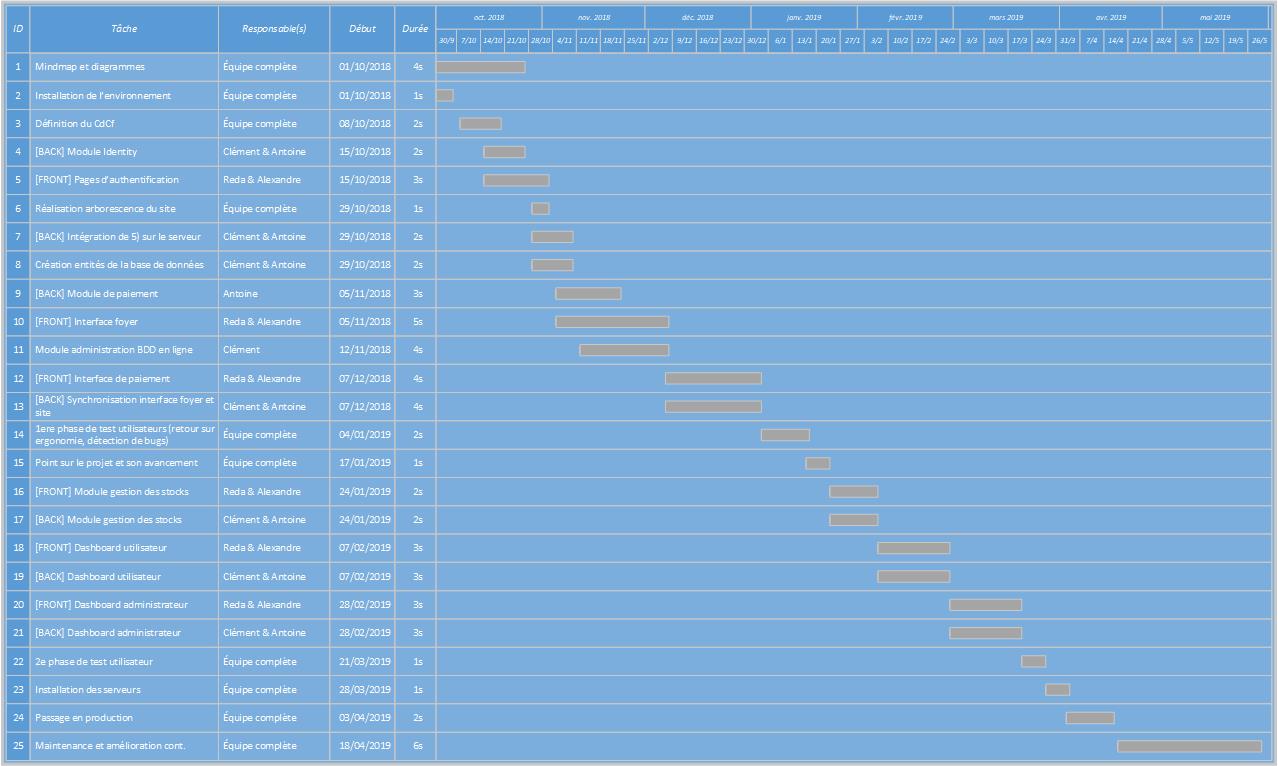 ID Tâche Responsable(s) Début Durée oct. 2018 nov. 2018 déc. 2018 janv. 2019 févr. 2019 mars 2019 avr. 2019 mai 2019
30/9 7/10 14/10 21/10 28/10 4/11 11/11 18/11 25/11 2/12 9/12 16/12 23/12 30/12 6/1 13/1 20/1 27/1 3/2 10/2 17/2 24/2 3/3 10/3 17/3 24/3 31/3 7/4 14/4 21/4 28/4 5/5 12/5 19/5 26/5
1 Mindmap et diagrammes Équipe complète 01/10/2018 4s
2 Installation de l'environnement Équipe complète 01/10/2018 1s
3 Définition du CdCf Équipe complète 08/10/2018 2s
4 [BACK] Module Identity Clément & Antoine 15/10/2018 2s
5 [FRONT] Pages d'authentification Reda & Alexandre 15/10/2018 3s
6 Réalisation arborescence du site Équipe complète 29/10/2018 1s
7 [BACK] Intégration de 5) sur le serveur Clément & Antoine 29/10/2018 2s
8 Création entités de la base de données Clément & Antoine 29/10/2018 2s
9 [BACK] Module de paiement Antoine 05/11/2018 3s
10 [FRONT] Interface foyer Reda & Alexandre 05/11/2018 5s
11 Module administration BDD en ligne Clément 12/11/2018 4s
12 [FRONT] Interface de paiement Reda & Alexandre 07/12/2018 4s
13 [BACK] Synchronisation interface foyer et
site Clément & Antoine 07/12/2018 4s
14 1ere phase de test utilisateurs (retour sur
ergonomie, détection de bugs) Équipe complète 04/01/2019 2s
15 Point sur le projet et son avancement Équipe complète 17/01/2019 1s
16 [FRONT] Module gestion des stocks Reda & Alexandre 24/01/2019 2s
17 [BACK] Module gestion des stocks Clément & Antoine 24/01/2019 2s
18 [FRONT] Dashboard utilisateur Reda & Alexandre 07/02/2019 3s
19 [BACK] Dashboard utilisateur Clément & Antoine 07/02/2019 3s
20 [FRONT] Dashboard administrateur Reda & Alexandre 28/02/2019 3s
21 [BACK] Dashboard administrateur Clément & Antoine 28/02/2019 3s
22 2e phase de test utilisateur Équipe complète 21/03/2019 1s
23 Installation des serveurs Équipe complète 28/03/2019 1s
24 Passage en production Équipe complète 03/04/2019 2s
25 Maintenance et amélioration cont. Équipe complète 18/04/2019 6s